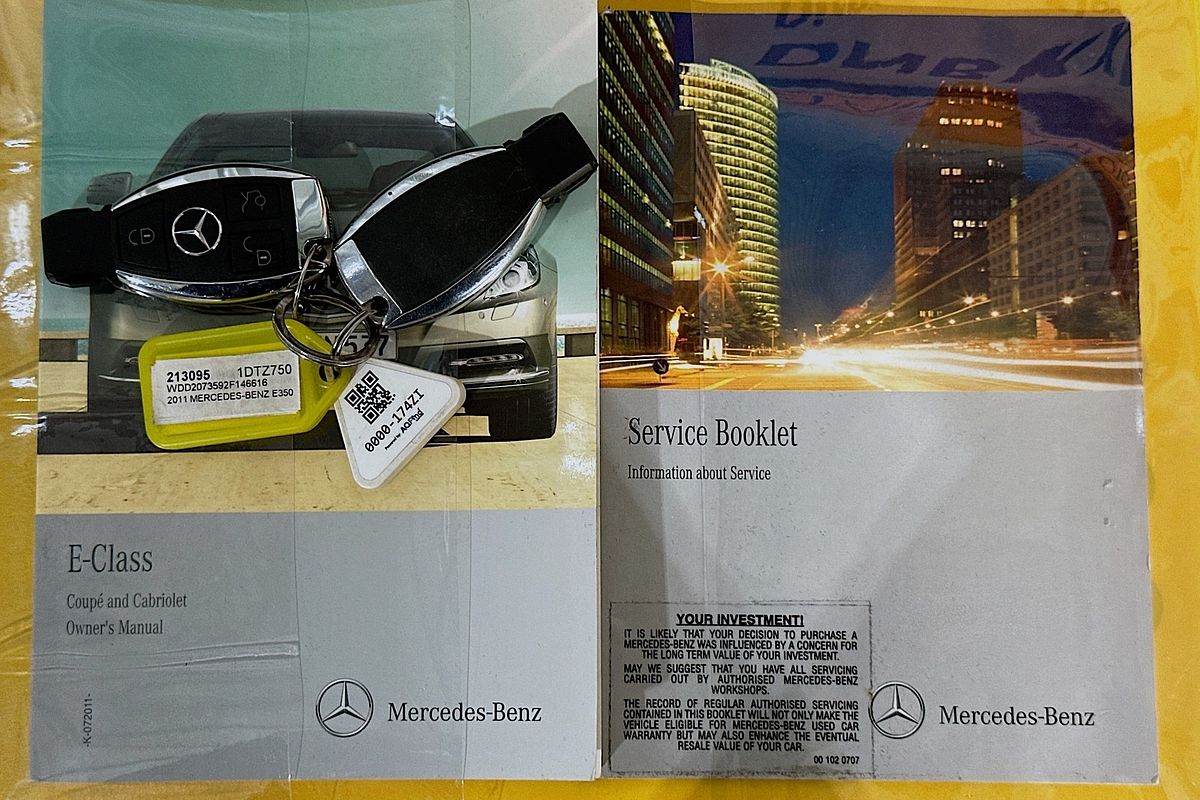 213095 1DTZ750
WDD2073592F146616
2011 MERCEDES-BENZ E350
0000-174ZI
Powered by
E-Class
Coupé and Cabriolet
Owner's Manual
-K-072011-
Mercedes-Benz
Service Booklet
Information about Service
YOUR INVESTMENT!
IT IS LIKELY THAT YOUR DECISION TO PURCHASE A
MERCEDES-BENZ WAS INFLUENCED BY A CONCERN FOR
THE LONG TERM VALUE OF YOUR INVESTMENT.
MAY WE SUGGEST THAT YOU HAVE ALL SERVICING
CARRIED OUT BY AUTHORISED MERCEDES-BENZ
WORKSHOPS.
THE RECORD OF REGULAR AUTHORISED SERVICING
CONTAINED IN THIS BOOKLET WILL NOT ONLY MAKE THE
VEHICLE ELIGIBLE FOR MERCEDES-BENZ USED CAR
WARRANTY BUT MAY ALSO ENHANCE THE EVENTUAL
RESALE VALUE OF YOUR CAR.
00 102 0707
Mercedes-Benz